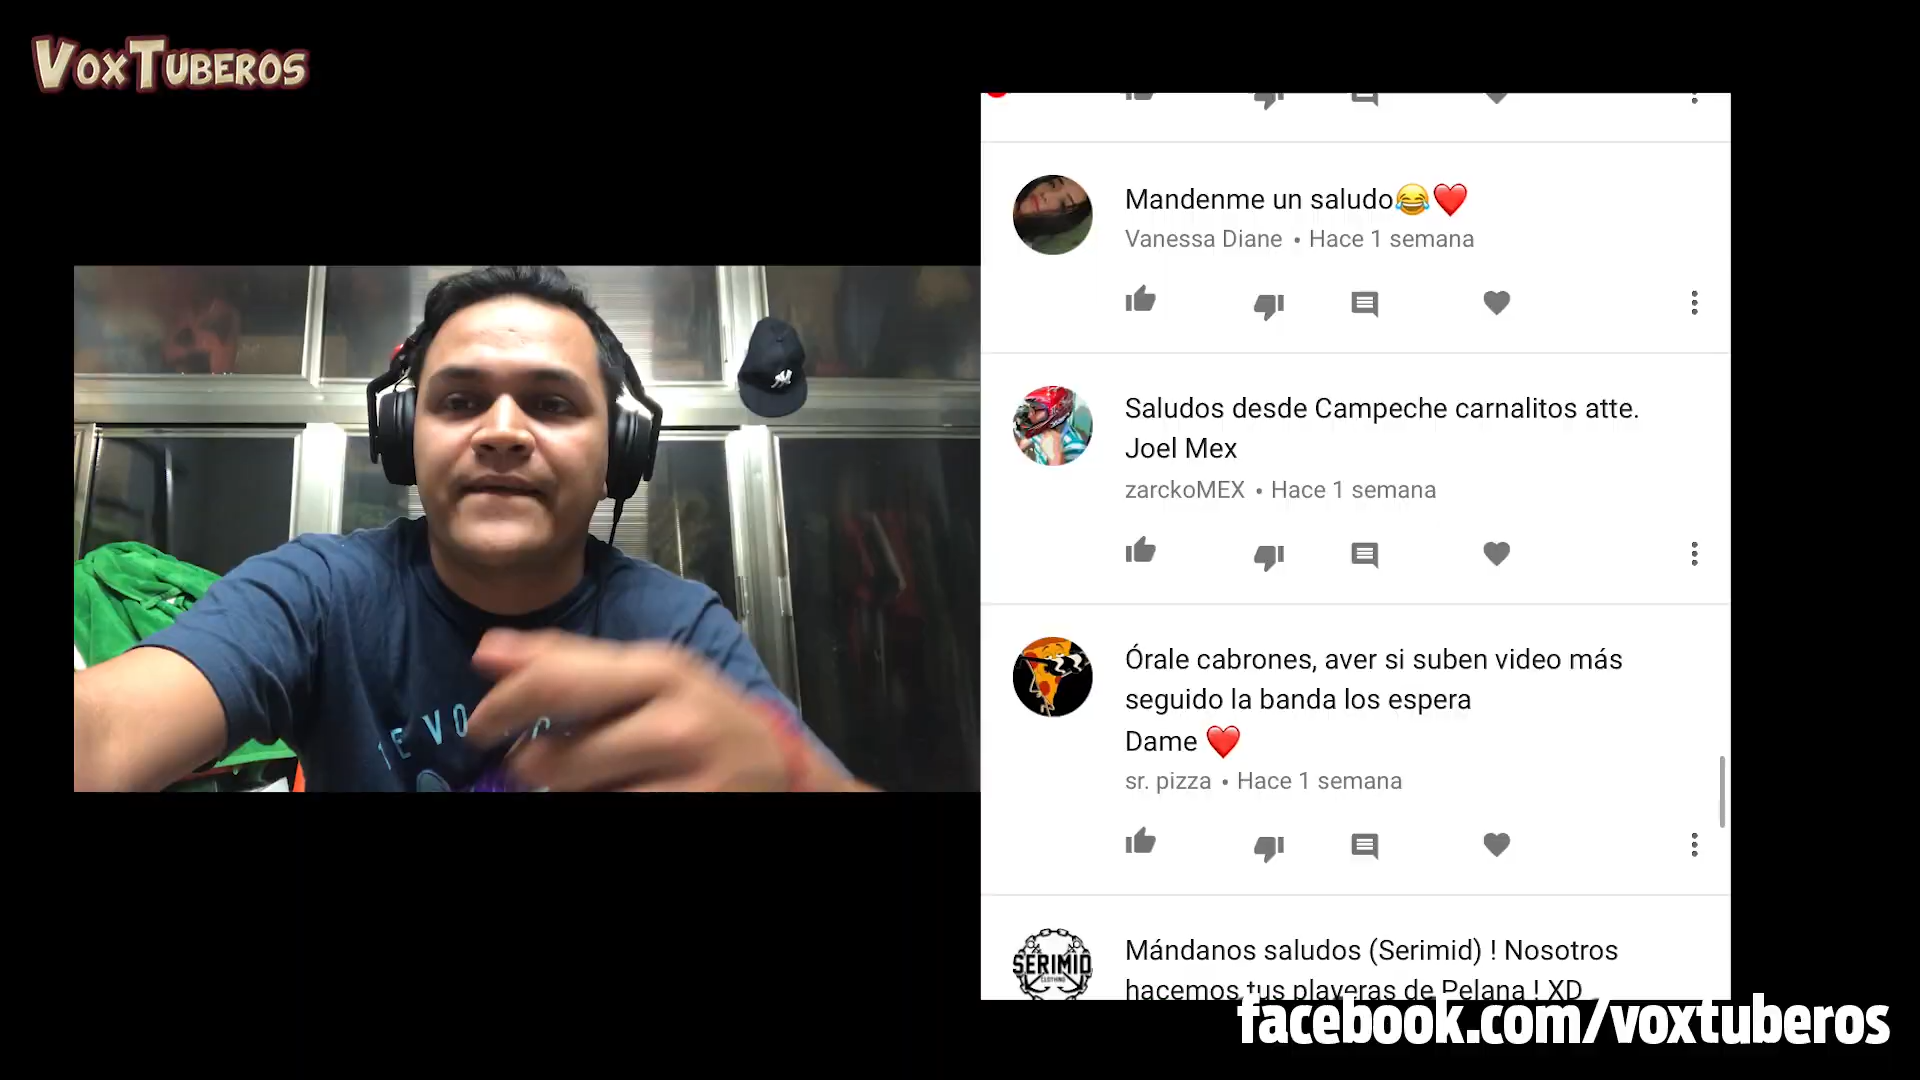 VoxTuberos
Mandenme un saludo😂❤️
Vanessa Diane • Hace 1 semana
Saludos desde Campeche carnalitos atte.
Joel Mex
zarckoMEX • Hace 1 semana
Órale cabrones, aver si suben video más
seguido la banda los espera
Dame ❤️
sr. pizza • Hace 1 semana
SERIMID
CLOTHING
Mándanos saludos (Serimid) ! Nosotros
hacemos tus playeras de Pelana ! XD
facebook.com/voxtuberos